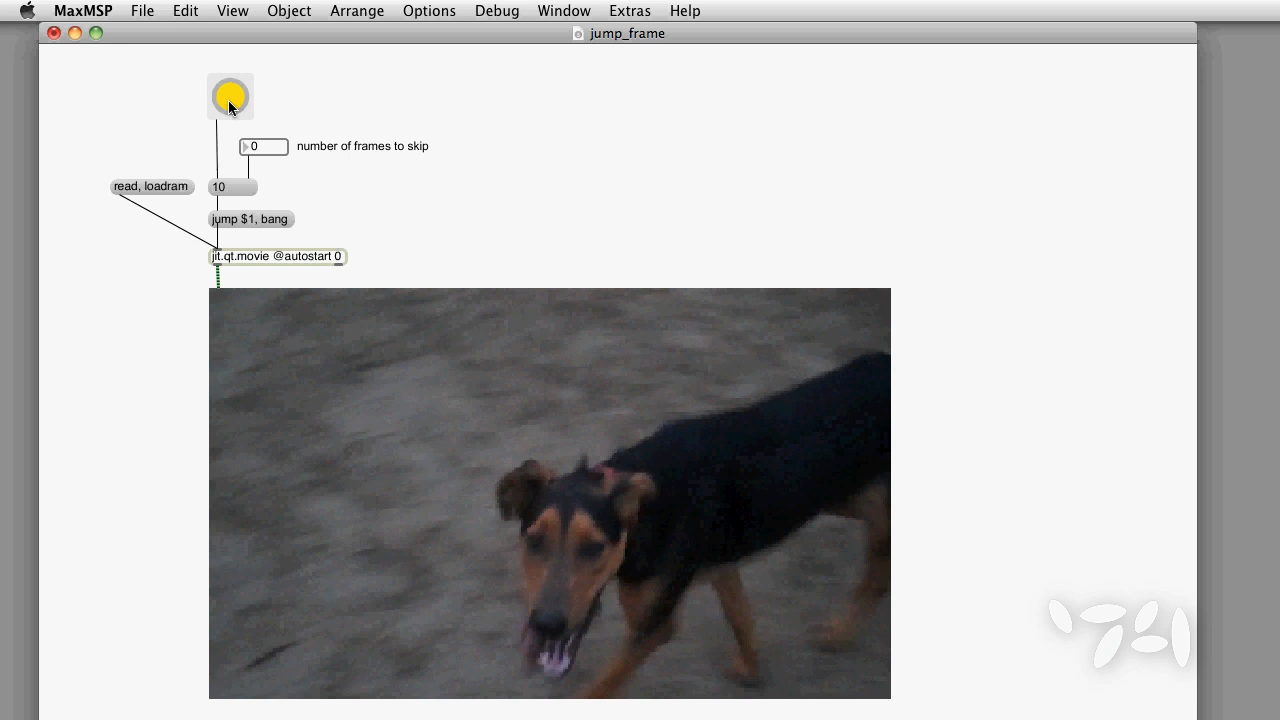 MaxMSP File Edit View Object Arrange Options Debug Window Extras Help
jump_frame
0 number of frames to skip
read, loadram 10
jump $1, bang
jit.qt.movie @autostart 0